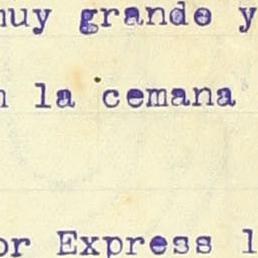 muy grande y
n la cemana
or Express l